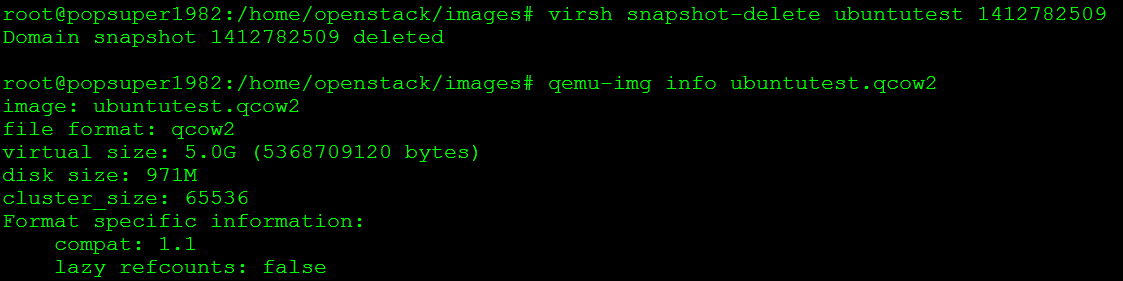 root@popsuper1982:/home/openstack/images# virsh snapshot-delete ubuntutest 1412782509
Domain snapshot 1412782509 deleted
root@popsuper1982:/home/openstack/images# qemu-img info ubuntutest.qcow2
image: ubuntutest.qcow2
file format: qcow2
virtual size: 5.0G (5368709120 bytes)
disk size: 971M
cluster_size: 65536
Format specific information:
    compat: 1.1
    lazy refcounts: false